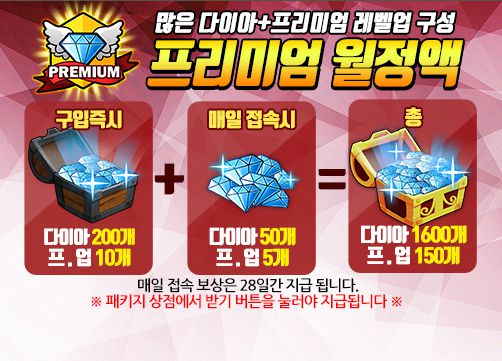 많은 다이아+프리미엄 레벨업 구성
PREMIUM
프리미엄 월정액
구입즉시
매일 접속시
총
+
=
다이아 200개
프.업 10개
다이아 50개
프.업 5개
다이아 1600개
프.업 150개
매일 접속 보상은 28일간 지급 됩니다.
※ 패키지 상점에서 받기 버튼을 눌러야 지급됩니다 ※